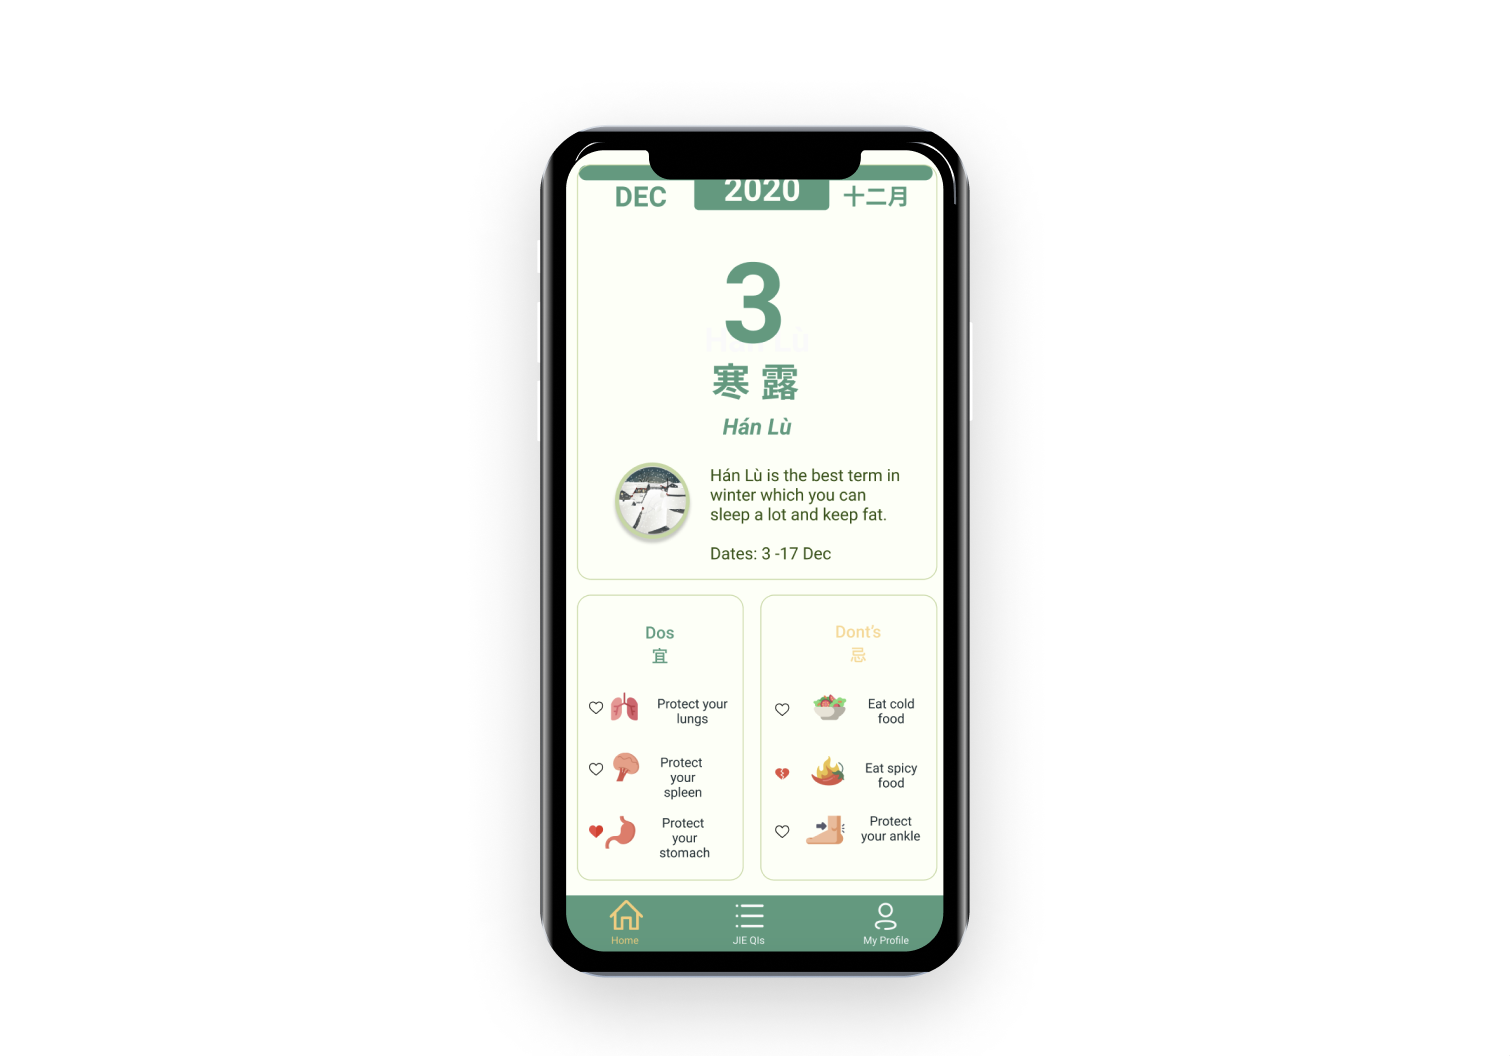 DEC
2020
十二月
3
Hán Lù
寒露
Hán Lù
Hán Lù is the best term in
winter which you can
sleep a lot and keep fat.
Dates: 3 -17 Dec
Dos
宜
Protect your
lungs
Protect
your
spleen
Protect
your
stomach
Dont's
忌
Eat cold
food
Eat spicy
food
Protect
your ankle
Home
JIE QIs
My Profile